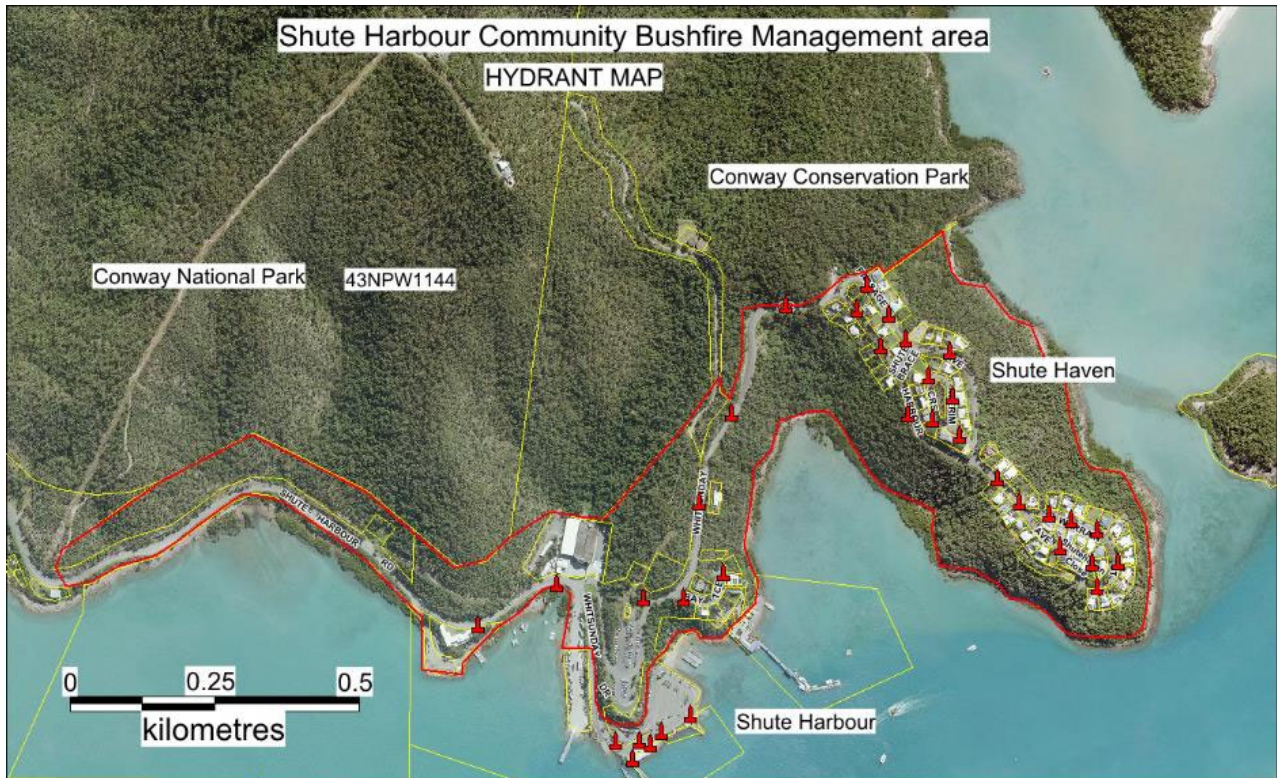 Shute Harbour Community Bushfire Management area
HYDRANT MAP
Conway Conservation Park
Conway National Park
43NPW1144
Shute Haven
SHUTE HARBOUR RD
WHITSUNDAY DR
HARBOUR
0 0.25 0.5
kilometres
Shute Harbour